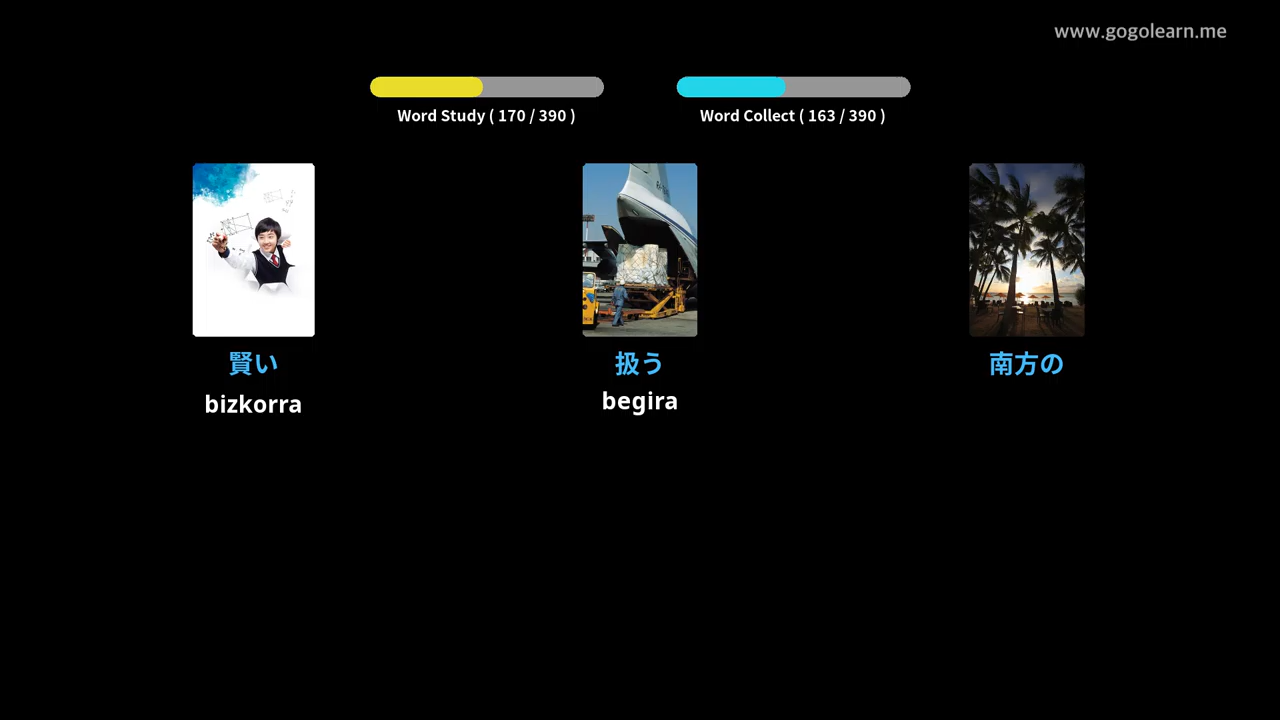 www.gogolearn.me
Word Study ( 170 / 390 )
Word Collect ( 163 / 390 )
賢い
扱う
南方の
bizkorra
begira